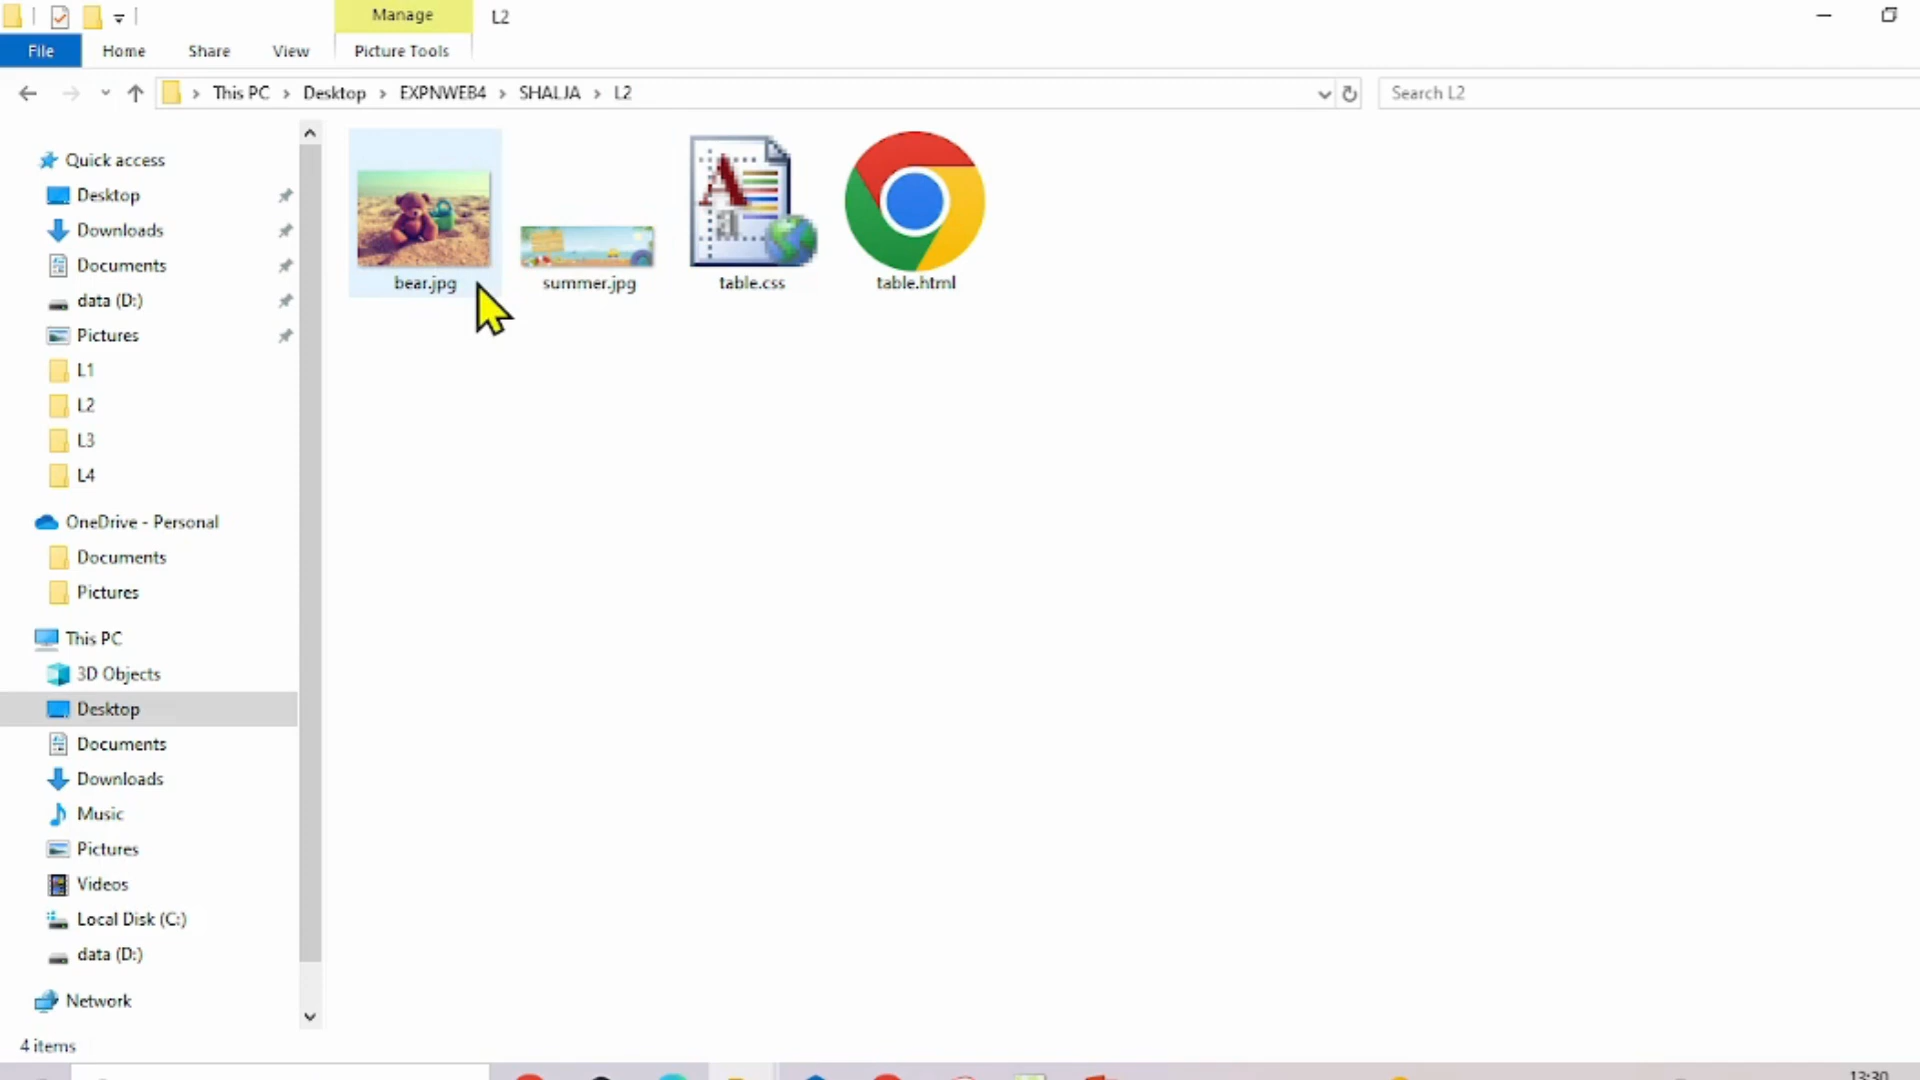 Manage
L2
File
Home
Share
View
Picture Tools
This PC
Desktop
EXPNWEB4
SHALJA
L2
Search L2
Quick access
Desktop
Downloads
Documents
data (D:)
Pictures
L1
L2
L3
L4
OneDrive - Personal
Documents
Pictures
This PC
3D Objects
Desktop
Documents
Downloads
Music
Pictures
Videos
Local Disk (C:)
data (D:)
Network
bear.jpg
summer.jpg
table.css
table.html
4 items
13:30